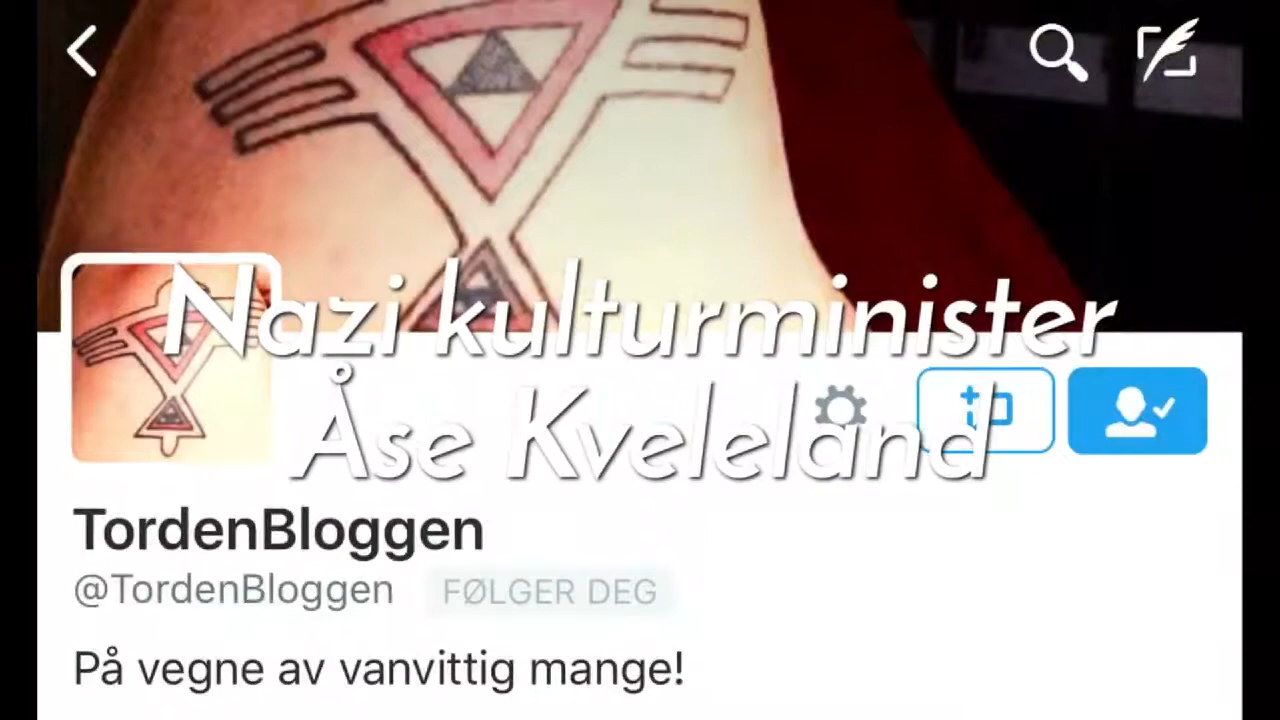 Nazi kulturminister
Åse Kveleland
TordenBloggen
@TordenBloggen FØLGER DEG
På vegne av vanvittig mange!